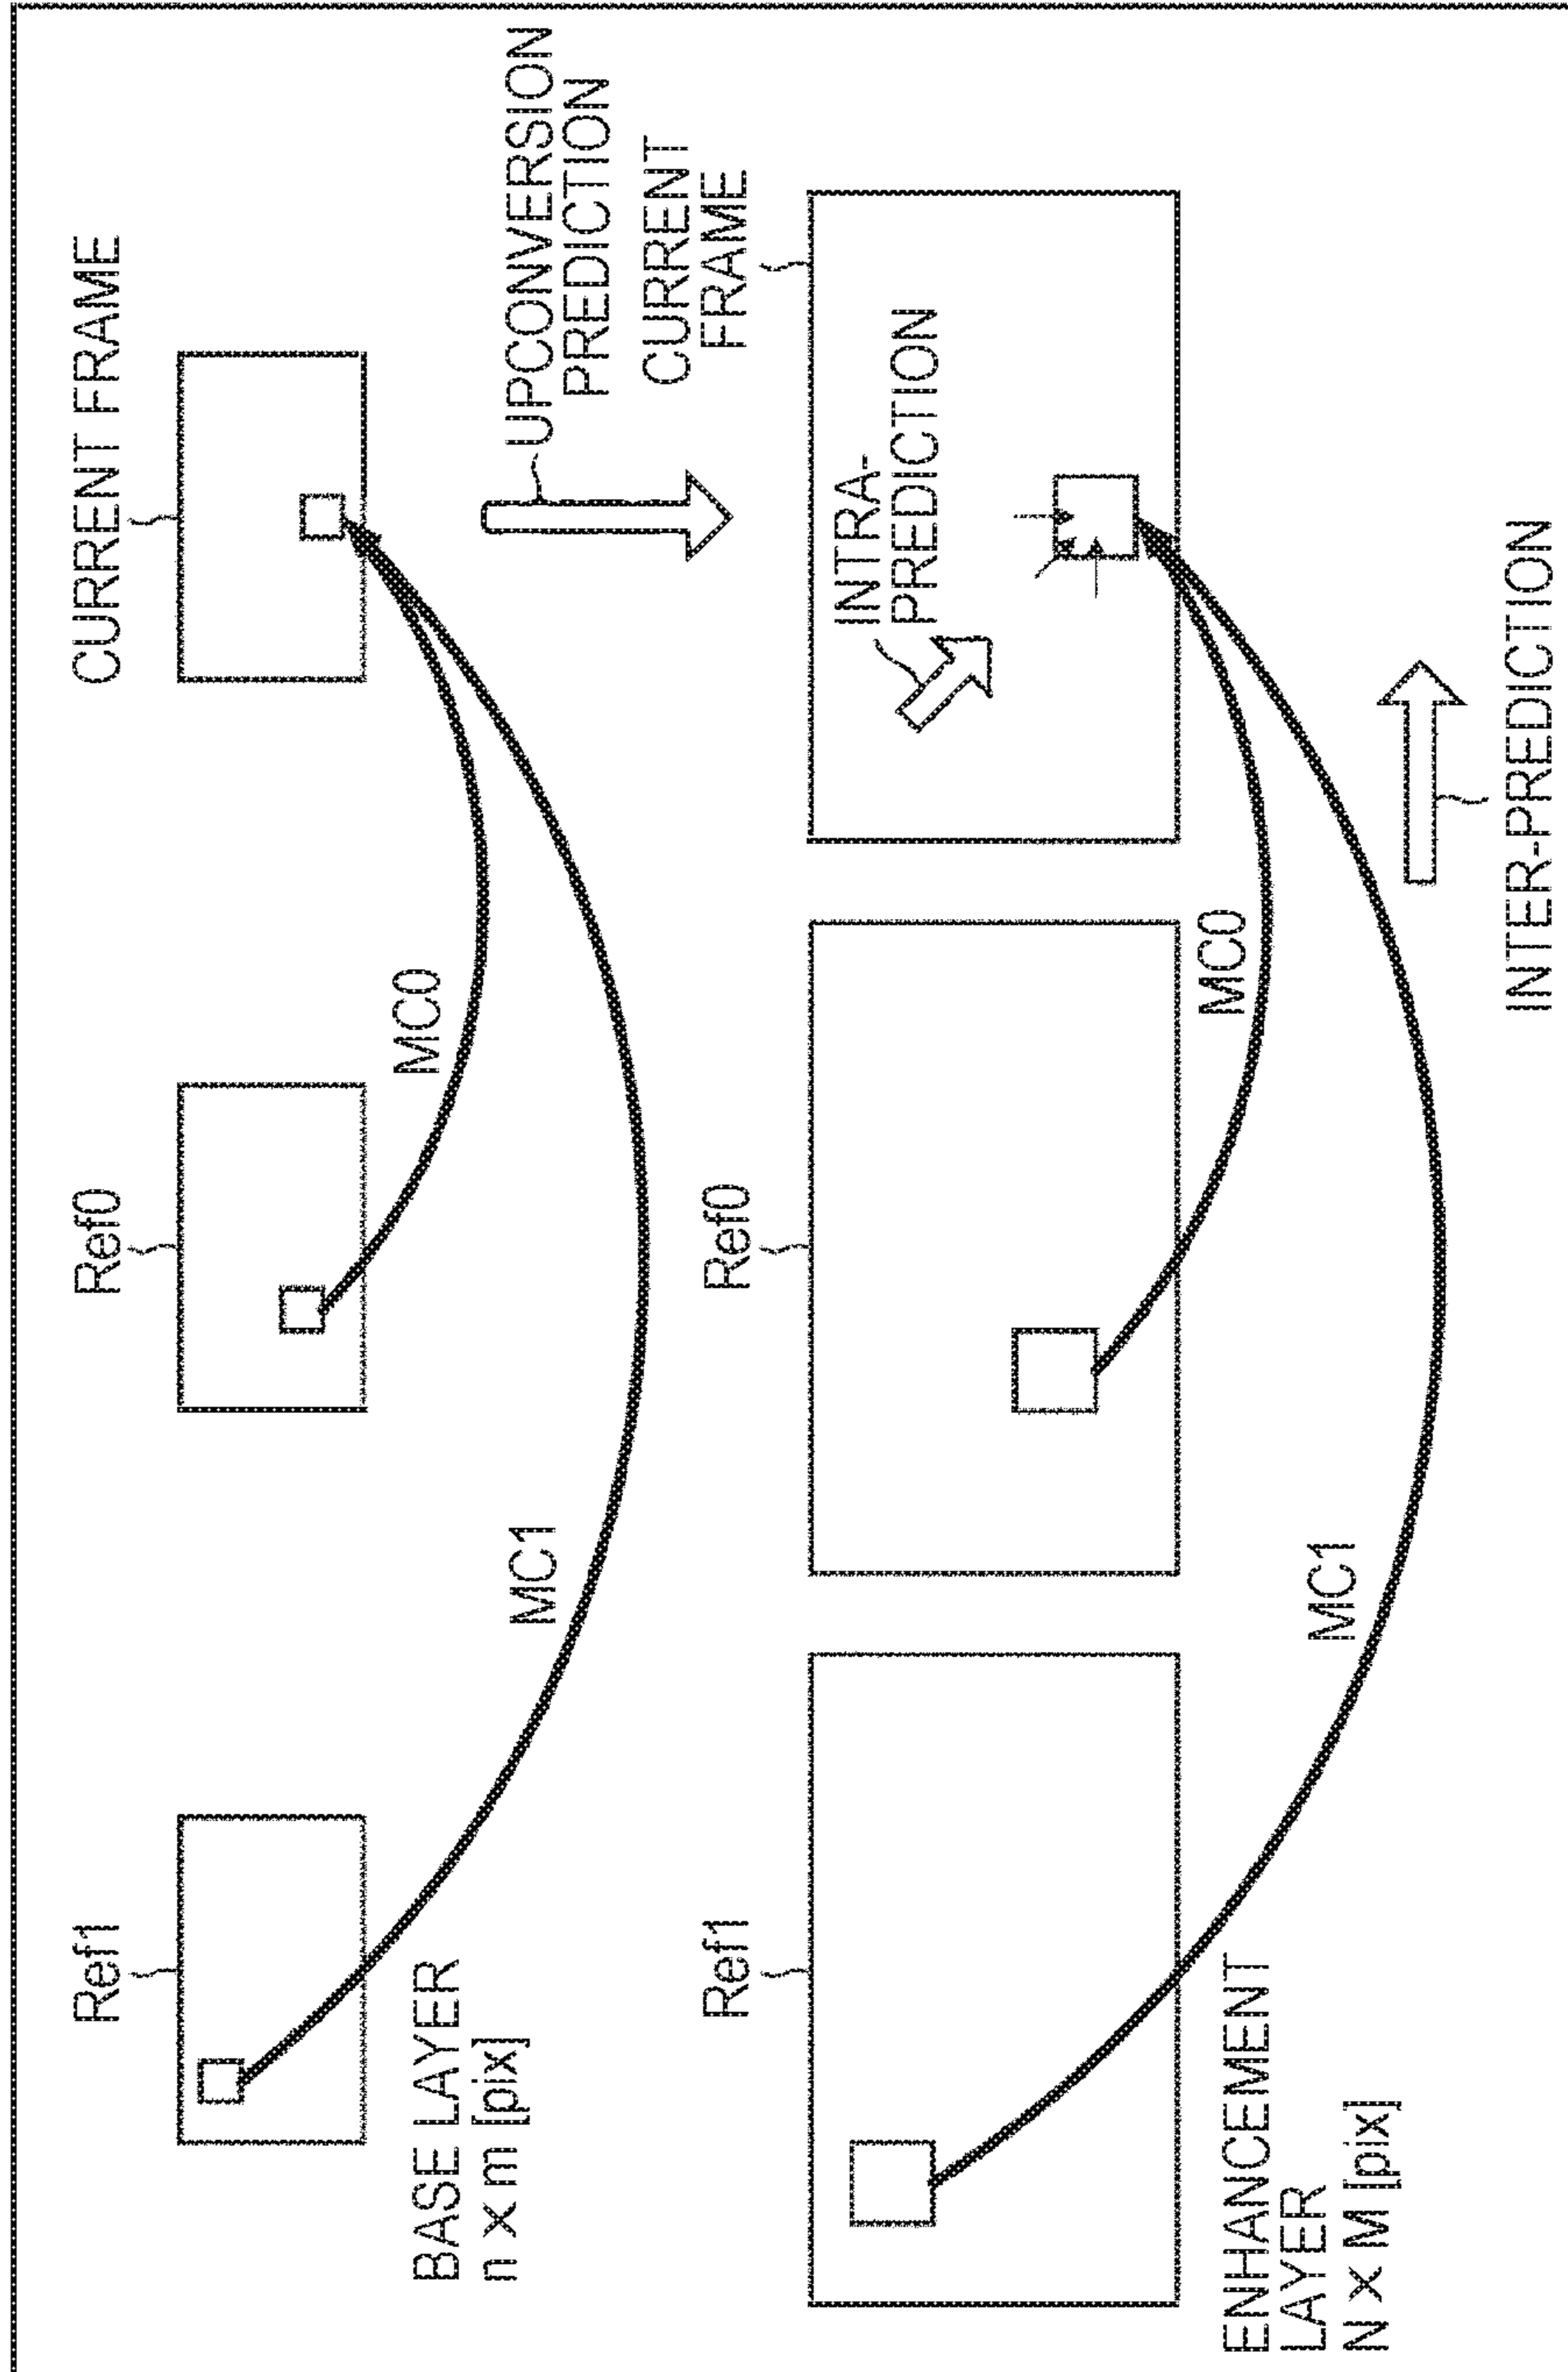 Ref1
Ref0
CURRENT FRAME
MC0
MC1
BASE LAYER
n x m [pix]
UPCONVERSION
PREDICTION
Ref1
Ref0
CURRENT
FRAME
INTRA-
PREDICTION
MC0
MC1
ENHANCEMENT
LAYER
N x M [pix]
INTER-PREDICTION